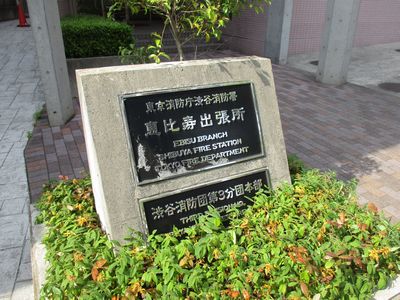 東京消防庁渋谷消防署
恵比寿出張所
EBISU BRANCH
SHIBUYA FIRE STATION
TOKYO FIRE DEPARTMENT
渋谷消防団第3分団本部
THIRD